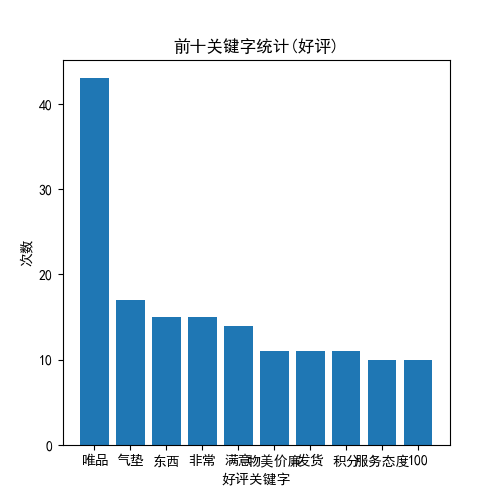 前十关键字统计(好评)
次数
40
30
20
10
0
唯品 气垫 东西 非常 满意 物美价廉 发货 积分 服务态度 100
好评关键字